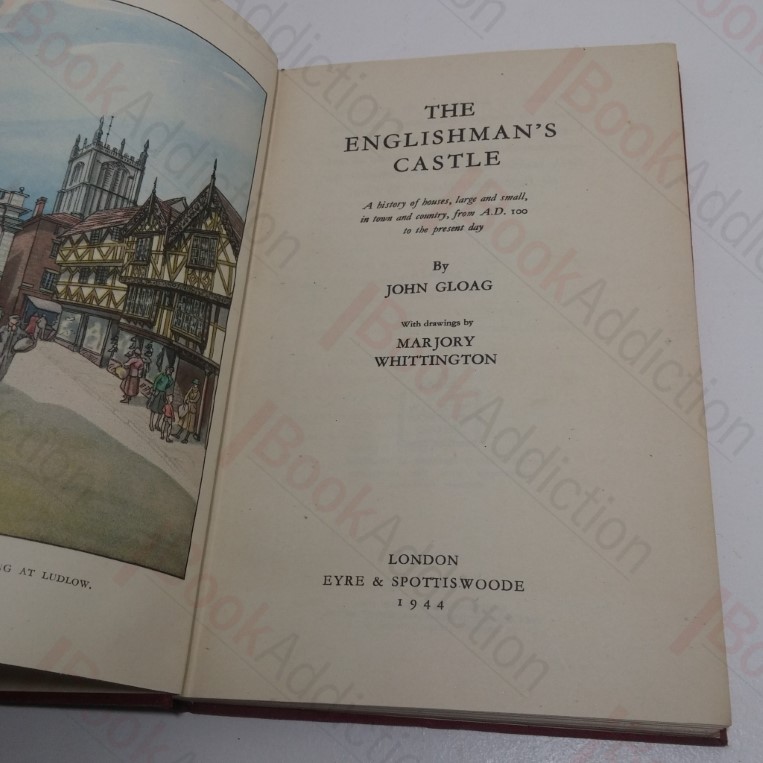 THE
ENGLISHMAN'S
CASTLE
A history of houses, large and small,
in town and country, from A.D. 100
to the present day
By
JOHN GLOAG
With drawings by
MARJORY
WHITTINGTON
LONDON
EYRE & SPOTTISWOODE
1944
AT LUDLOW.
BookAddiction